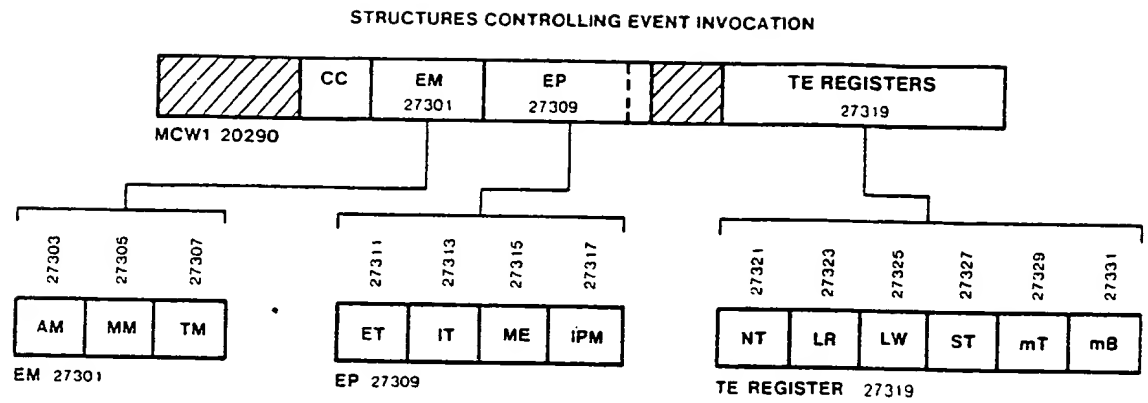 STRUCTURES CONTROLLING EVENT INVOCATION
CC EM EP TE REGISTERS
27301 27309 27319
MCW1 20290
27303 27305 27307 27311 27313 27315 27317 27321 27323 27325 27327 27329 27331
AM MM TM ET IT ME IPM NT LR LW ST mT mB
EM 27301 EP 27309 TE REGISTER 27319